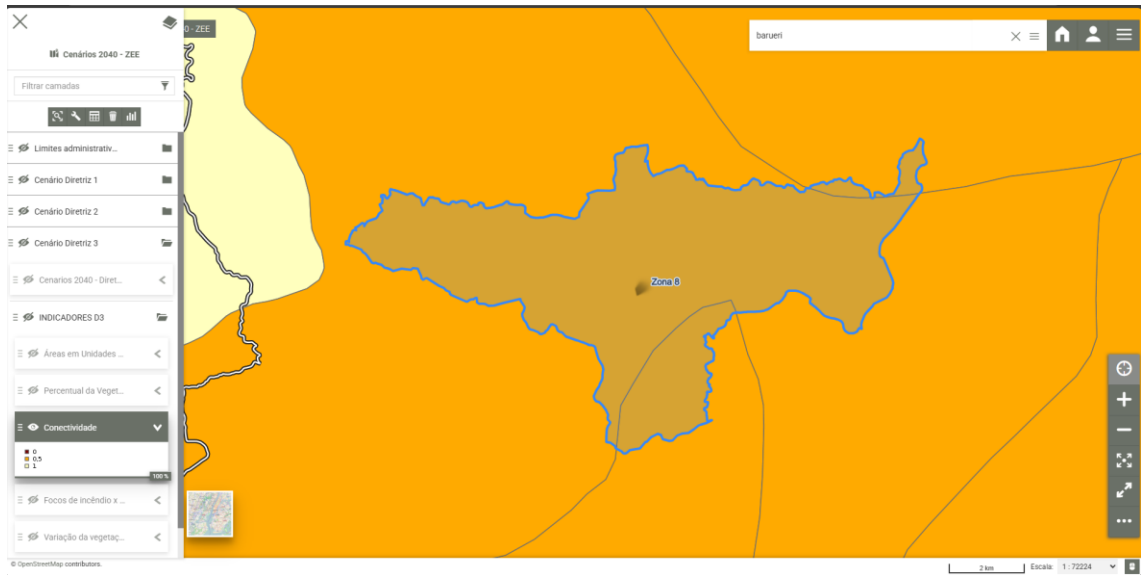 Cenários 2040 - ZEE
0 - ZEE
barueri
Filtrar camadas
Limites administrativ...
Cenário Diretriz 1
Cenário Diretriz 2
Cenário Diretriz 3
Cenarios 2040 - Diret...
INDICADORES D3
Áreas em Unidades ...
Percentual da Veget...
Conectividade
0
0.5
1
100 %
Focos de incêndio x ...
Variação da vegetaç...
Zona 8
© OpenStreetMap contributors.
2 km
Escala: 1 : 72224